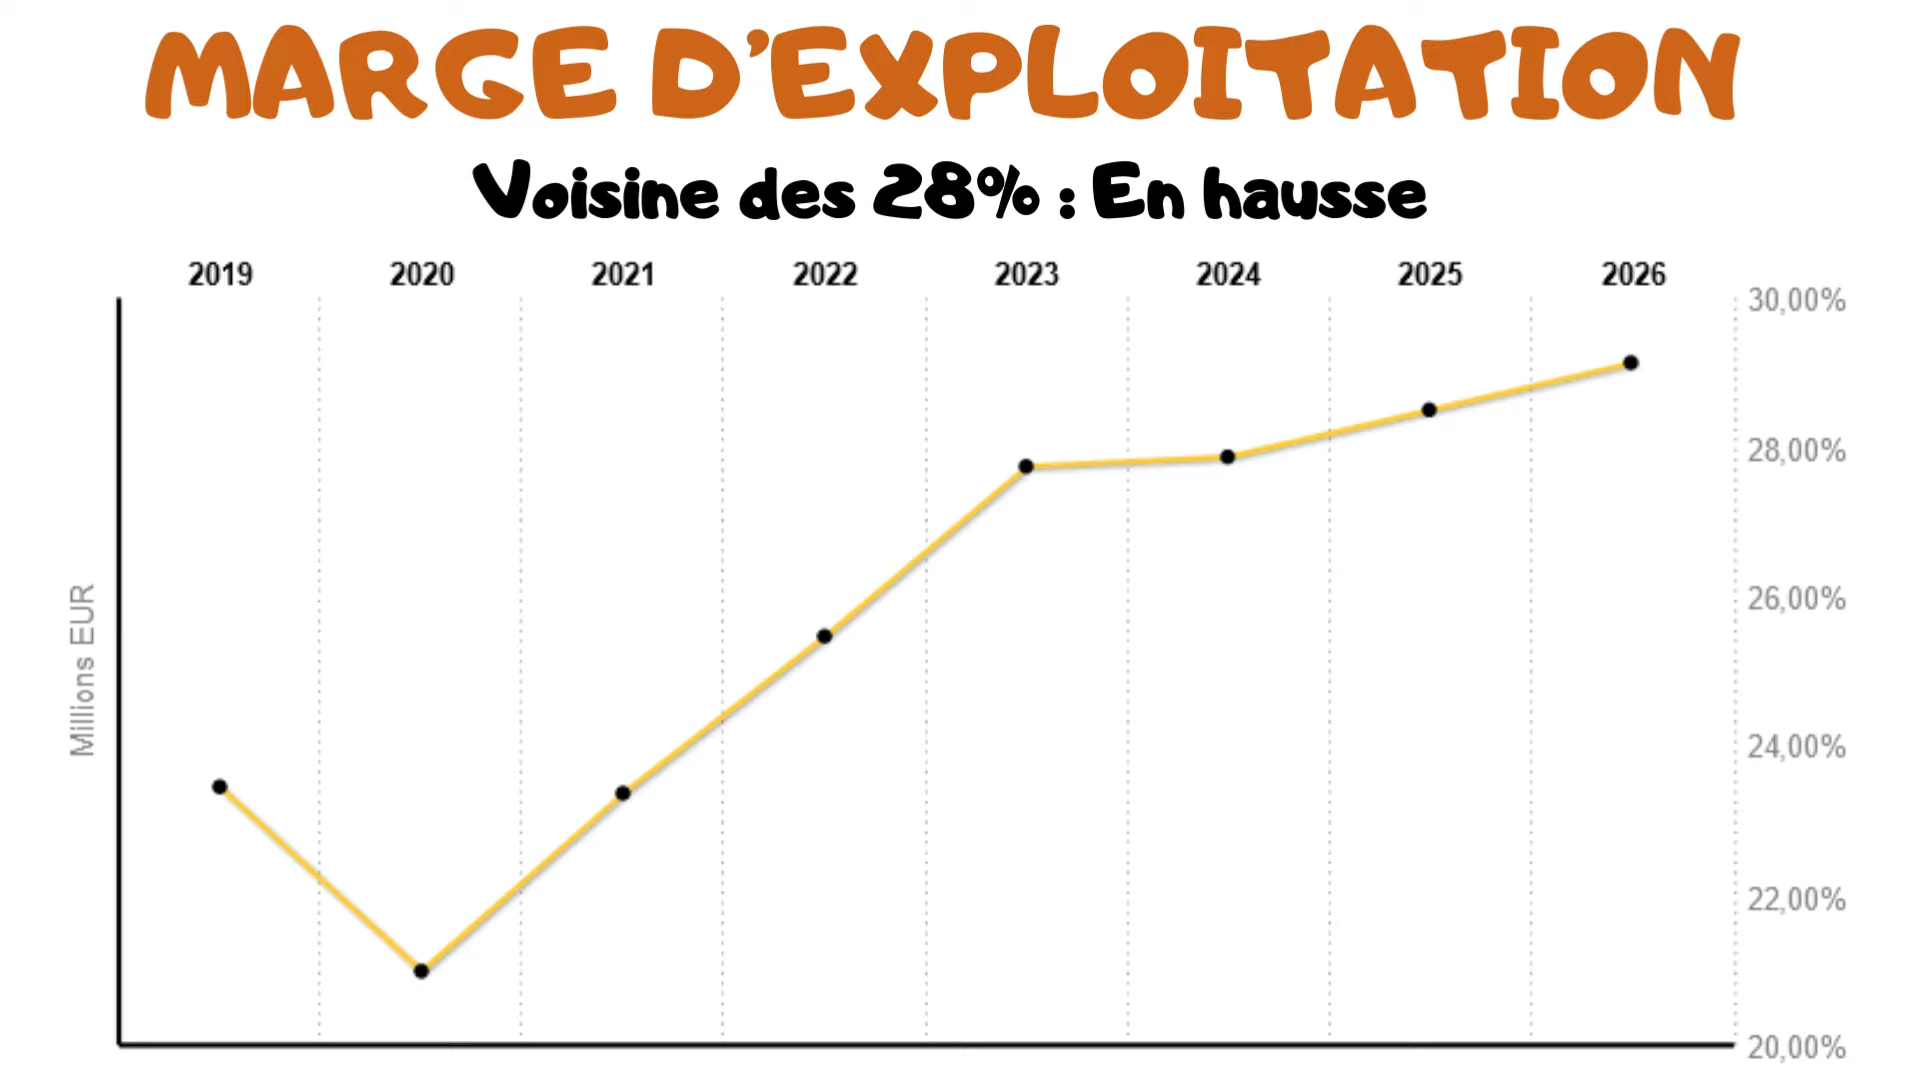 MARGE D'EXPLOITATION
Voisine des 28% : En hausse
2019 2020 2021 2022 2023 2024 2025 2026
30,00%
28,00%
26,00%
24,00%
22,00%
20,00%
Millions EUR